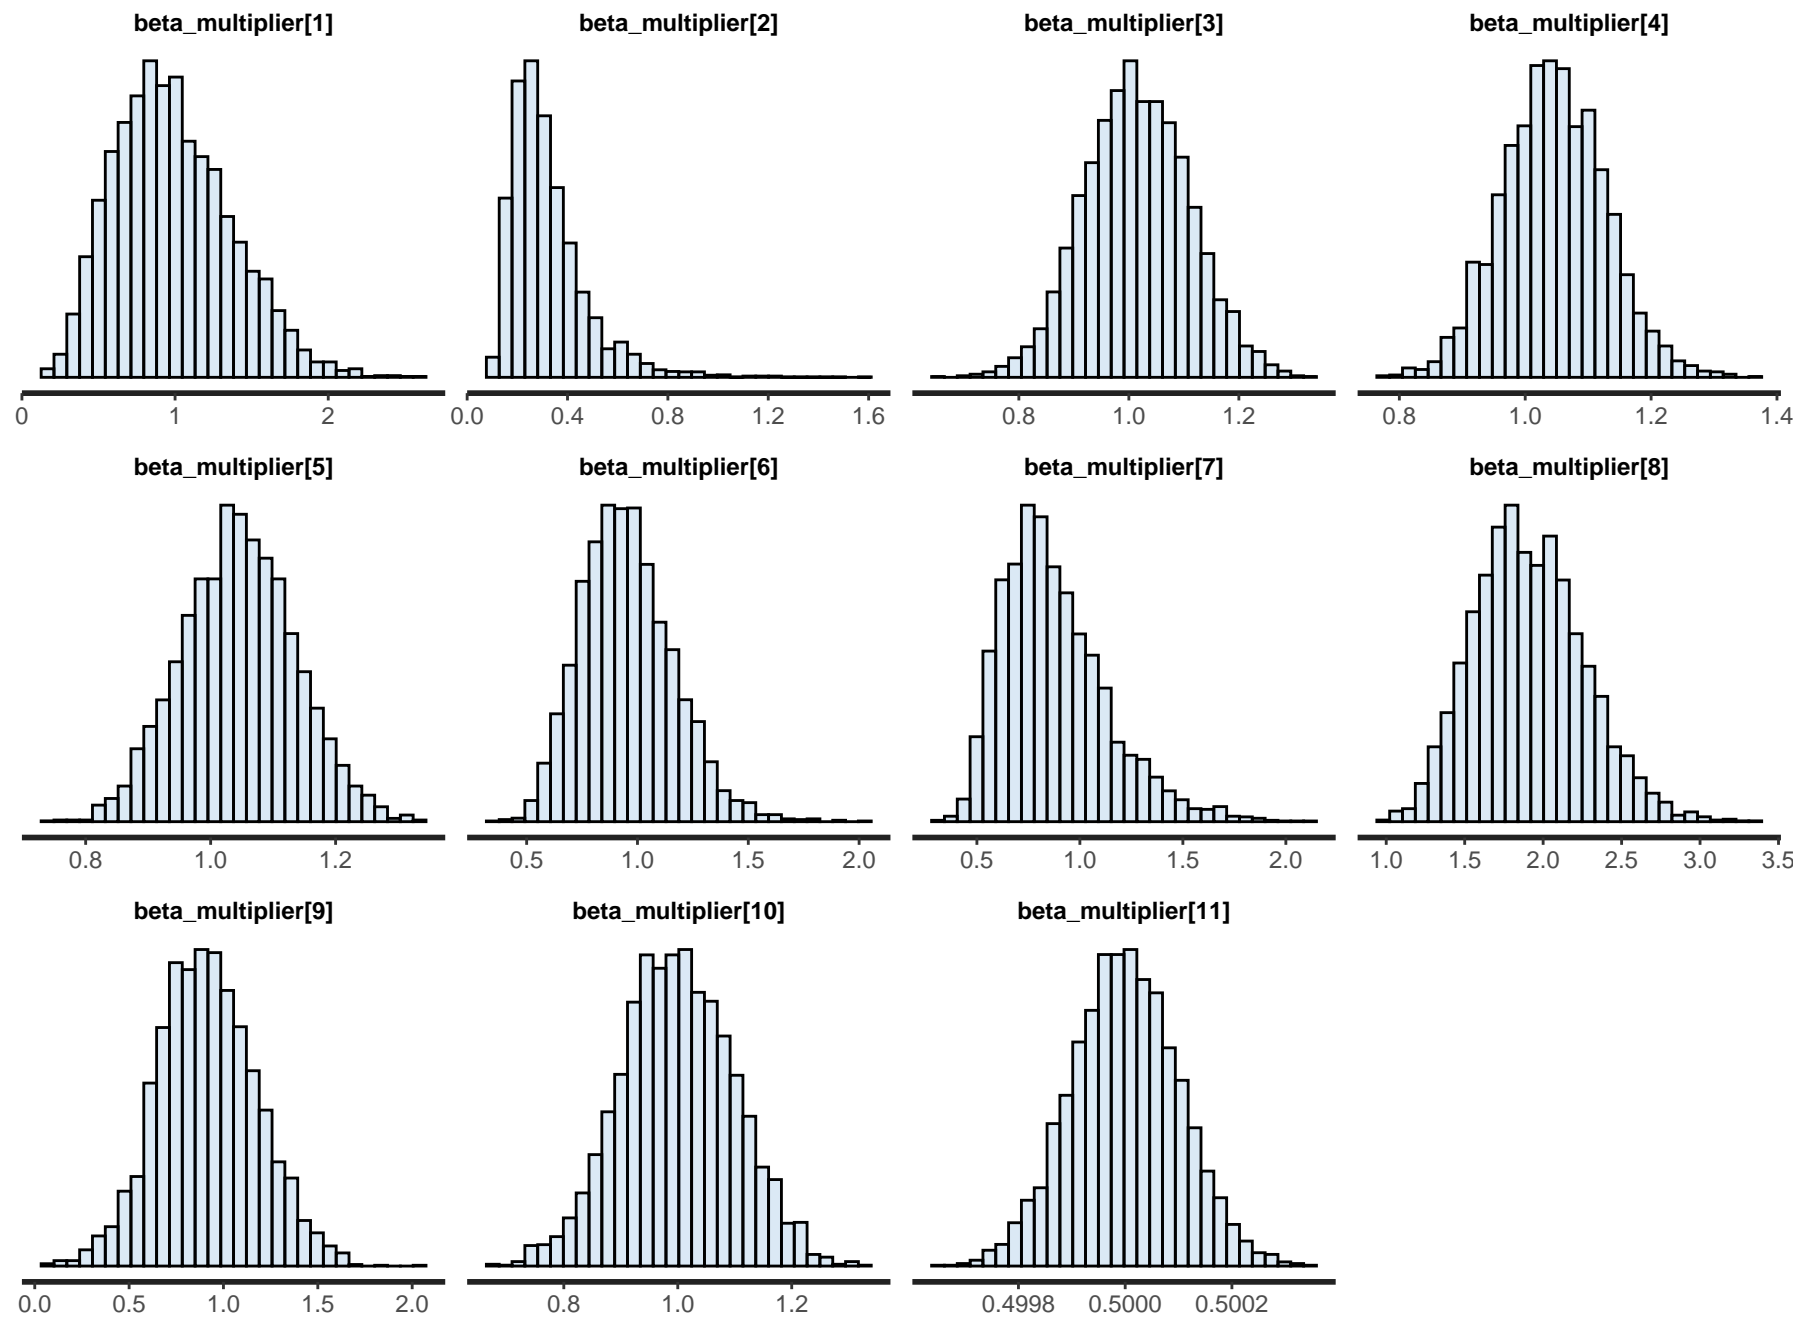 beta_multiplier[1] beta_multiplier[2] beta_multiplier[3] beta_multiplier[4]
0 1 2 0.0 0.4 0.8 1.2 1.6 0.8 1.0 1.2 0.8 1.0 1.2 1.4
beta_multiplier[5] beta_multiplier[6] beta_multiplier[7] beta_multiplier[8]
0.8 1.0 1.2 0.5 1.0 1.5 2.0 0.5 1.0 1.5 2.0 1.0 1.5 2.0 2.5 3.0 3.5
beta_multiplier[9] beta_multiplier[10] beta_multiplier[11]
0.0 0.5 1.0 1.5 2.0 0.8 1.0 1.2 0.4998 0.5000 0.5002